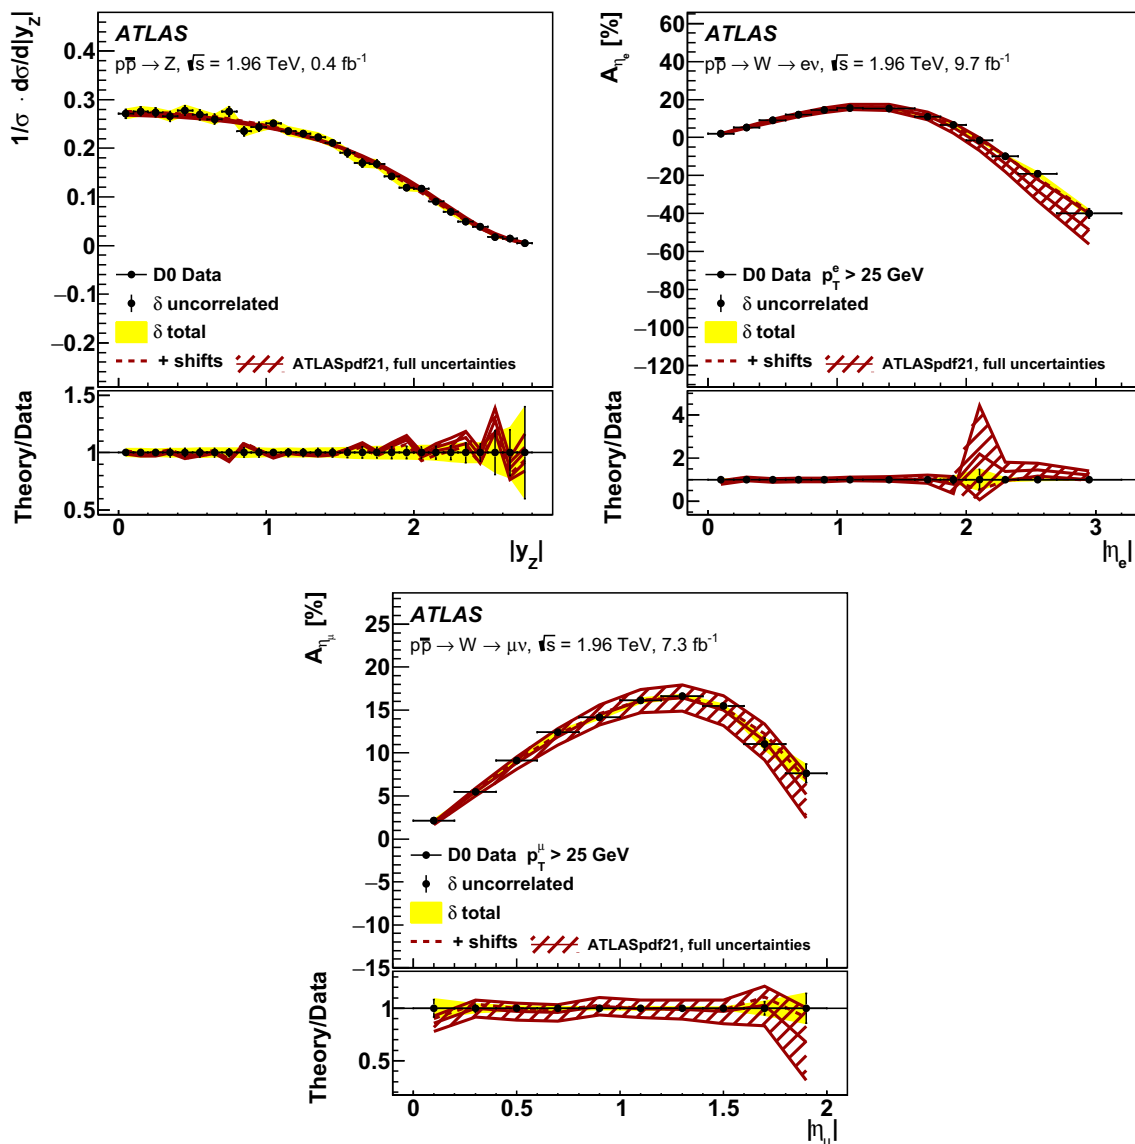 ATLAS
pp̅ → Z, √s = 1.96 TeV, 0.4 fb⁻¹
1/σ · dσ/d|y_Z|
0.4
0.3
0.2
0.1
0
−0.1
−0.2
D0 Data
δ uncorrelated
δ total
+ shifts
ATLASpdf21, full uncertainties
Theory/Data
1.5
1
0.5
0 1 2
|y_Z|
ATLAS
pp̅ → W → eν, √s = 1.96 TeV, 9.7 fb⁻¹
A_ηe [%]
60
40
20
0
−20
−40
−60
−80
−100
−120
D0 Data p_T^e > 25 GeV
δ uncorrelated
δ total
+ shifts
ATLASpdf21, full uncertainties
Theory/Data
4
2
0
0 1 2 3
|η_e|
ATLAS
pp̅ → W → μν, √s = 1.96 TeV, 7.3 fb⁻¹
A_ημ [%]
25
20
15
10
5
0
−5
−10
−15
D0 Data p_T^μ > 25 GeV
δ uncorrelated
δ total
+ shifts
ATLASpdf21, full uncertainties
Theory/Data
1
0.5
0 0.5 1 1.5 2
|η_μ|